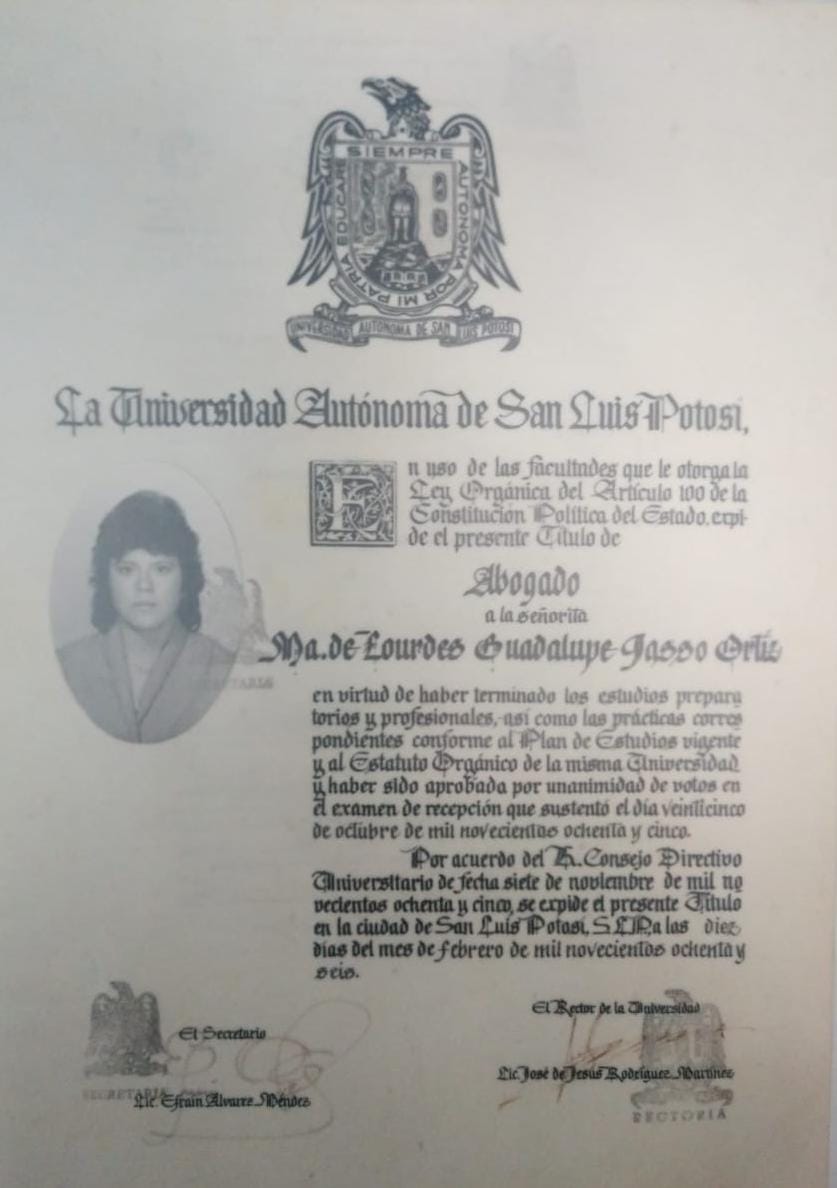 SIEMPRE AUTONOMA POR MI PATRIA EDUCARE
UNIVERSIDAD AUTONOMA DE SAN LUIS POTOSI
La Universidad Autónoma de San Luis Potosí,
En uso de las facultades que le otorga la
Ley Orgánica del Artículo 100 de la
Constitución Política del Estado, expi-
de el presente Título de
Abogado
a la señorita
Ma. de Lourdes Guadalupe Jasso Ortiz
en virtud de haber terminado los estudios prepara
torios y profesionales, así como las prácticas corres
pondientes conforme al Plan de Estudios vigente
y al Estatuto Orgánico de la misma Universidad
y haber sido aprobada por unanimidad de votos en
el examen de recepción que sustentó el día veinticinco
de octubre de mil novecientos ochenta y cinco.
Por acuerdo del H. Consejo Directivo
Universitario de fecha siete de noviembre de mil no
vecientos ochenta y cinco, se expide el presente Título
en la ciudad de San Luis Potosí, S.L.P. a los diez
días del mes de febrero de mil novecientos ochenta y
seis.
El Secretario
SECRETARIA
Lic. Efraín Alvarez Méndez
El Rector de la Universidad
Lic. José de Jesús Rodríguez Martínez
RECTORIA